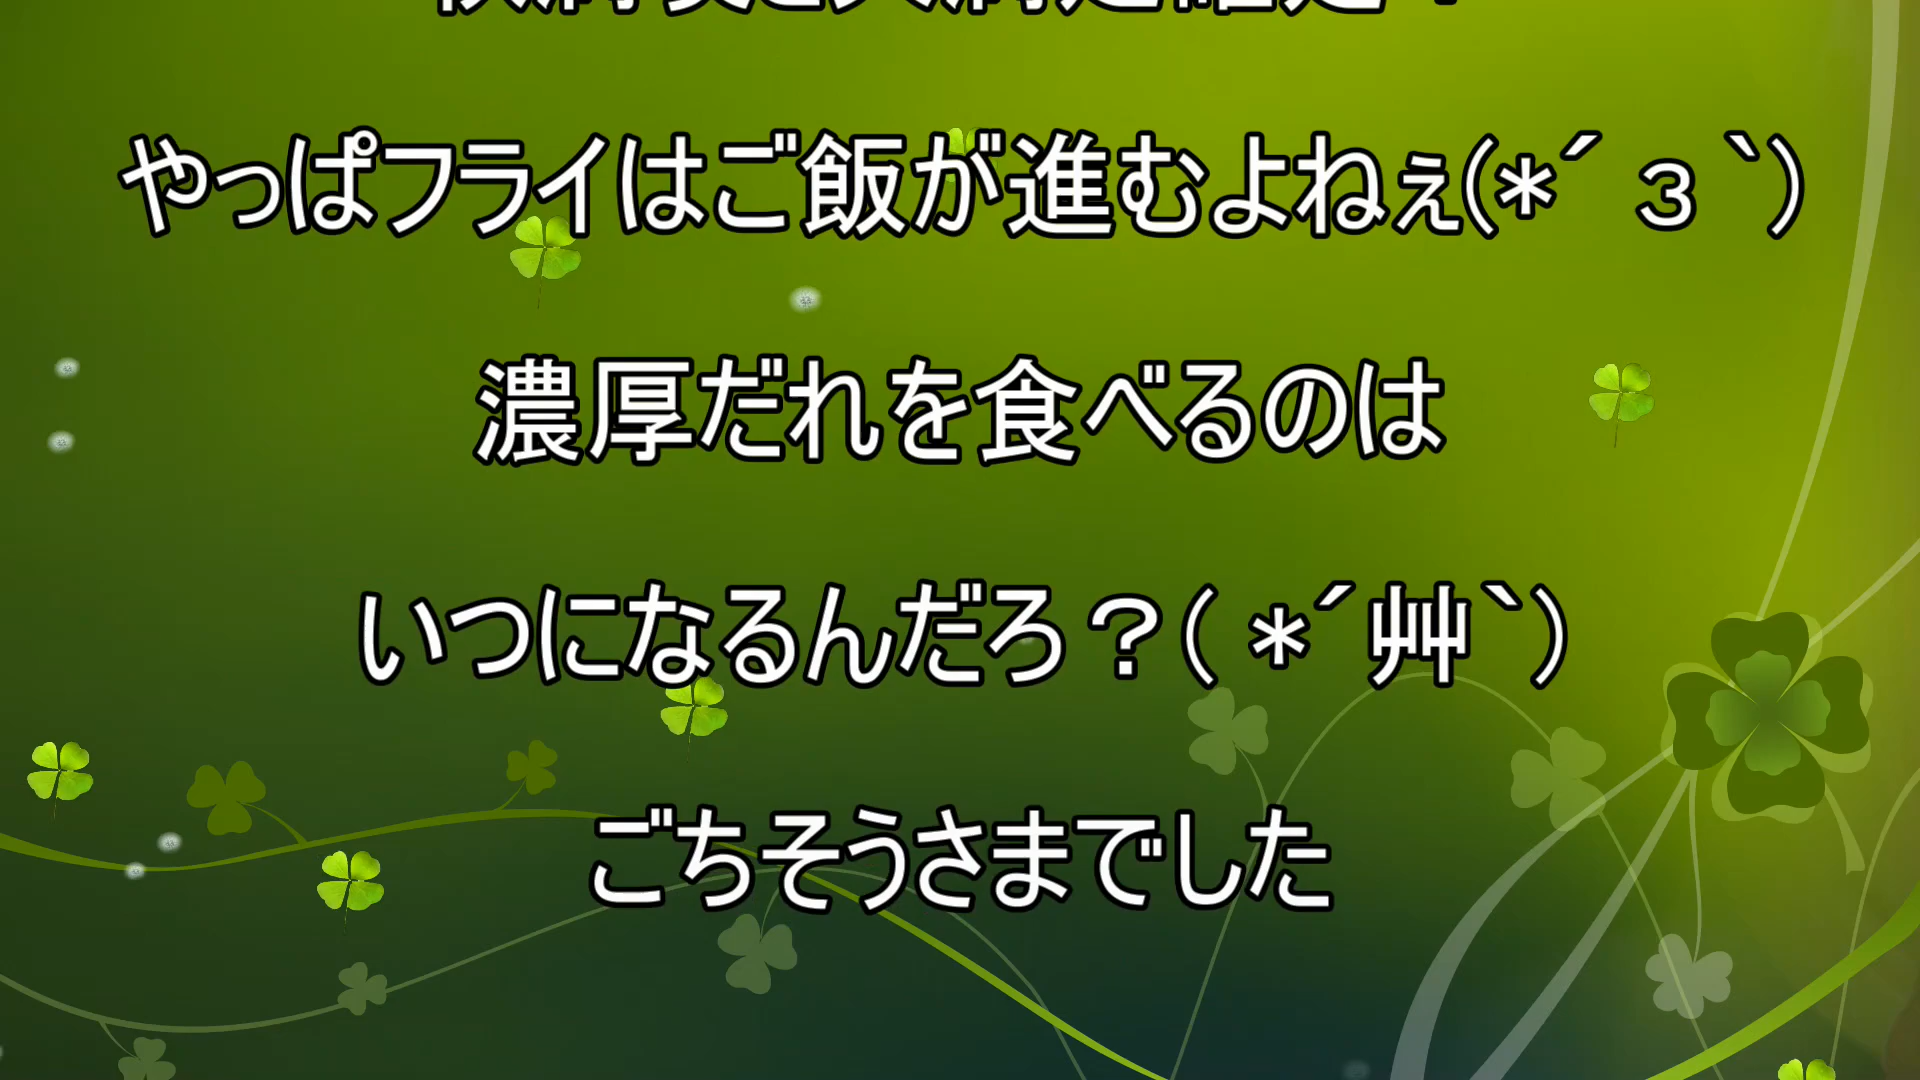 やっぱフライはご飯が進むよねぇ(*´ з `)
濃厚だれを食べるのは
いつになるんだろ？( *´艸`)
ごちそうさまでした